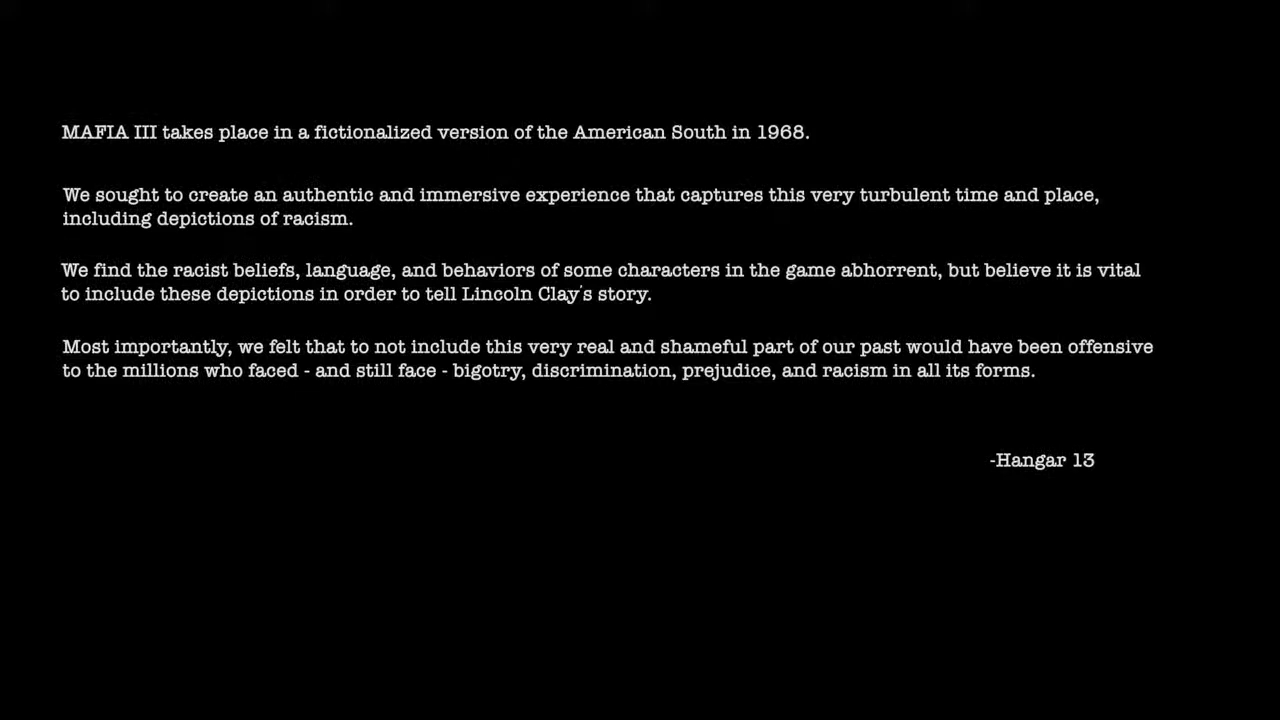 MAFIA III takes place in a fictionalized version of the American South in 1968.
We sought to create an authentic and immersive experience that captures this very turbulent time and place,
including depictions of racism.
We find the racist beliefs, language, and behaviors of some characters in the game abhorrent, but believe it is vital
to include these depictions in order to tell Lincoln Clay's story.
Most importantly, we felt that to not include this very real and shameful part of our past would have been offensive
to the millions who faced - and still face - bigotry, discrimination, prejudice, and racism in all its forms.
-Hangar 13